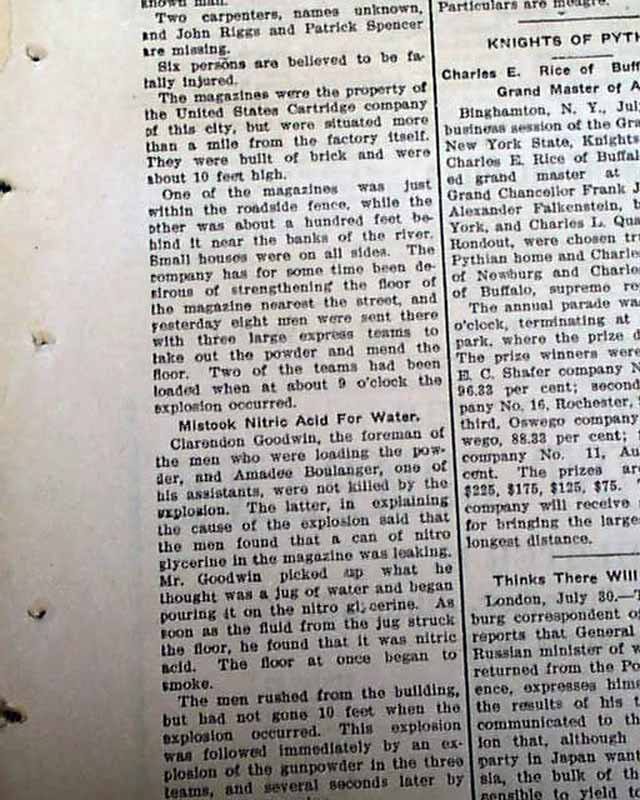 known man.
Two carpenters, names unknown,
and John Riggs and Patrick Spencer
are missing.
Six persons are believed to be fa-
tally injured.
The magazines were the property of
the United States Cartridge company
of this city, but were situated more
than a mile from the factory itself.
They were built of brick and were
about 10 feet high.
One of the magazines was just
within the roadside fence, while the
other was about a hundred feet be-
hind it near the banks of the river.
Small houses were on all sides. The
company has for some time been de-
sirous of strengthening the floor of
the magazine nearest the street, and
yesterday eight men were sent there
with three large express teams to
take out the powder and mend the
floor. Two of the teams had been
loaded when at about 9 o'clock the
explosion occurred.
Mistook Nitric Acid For Water.
Clarendon Goodwin, the foreman of
the men who were loading the pow-
der, and Amadee Boulanger, one of
his assistants, were not killed by the
explosion. The latter, in explaining
the cause of the explosion said that
the men found that a can of nitro
glycerine in the magazine was leaking.
Mr. Goodwin picked up what he
thought was a jug of water and began
pouring it on the nitro glycerine. As
soon as the fluid from the jug struck
the floor, he found that it was nitric
acid. The floor at once began to
smoke.
The men rushed from the building,
but had not gone 10 feet when the
explosion occurred. This explosion
was followed immediately by an ex-
plosion of the gunpowder in the three
teams, and several seconds later by
Particulars are meagre.
KNIGHTS OF PYTH
Charles E. Rice of Buff
Grand Master of A
Binghamton, N. Y., Jul
business session of the Gra
New York State, Knights
Charles E. Rice of Buffal
ed grand master at
Grand Chancellor Frank J
Alexander Falkenstein, b
York, and Charles L. Qua
Rondout, were chosen tru
Pythian home and Charle
of Newburg and Charle
of Buffalo, supreme re
The annual parade wa
o'clock, terminating at
park, where the prize d
The prize winners were
E. C. Shafer company N
96.33 per cent; second
pany No. 16, Rochester,
third, Oswego company
wego, 88.33 per cent;
company No. 11, Au
cent. The prizes ar
$225, $175, $125, $75.
company will receive
for bringing the large
longest distance.
Thinks There Will
London, July 30.—T
burg correspondent o
reports that General
Russian minister of w
returned from the Po
ence, expresses hims
the results of his t
communicated to th
ion that, although
party in Japan want
sia, the bulk of th
sensible to yield to